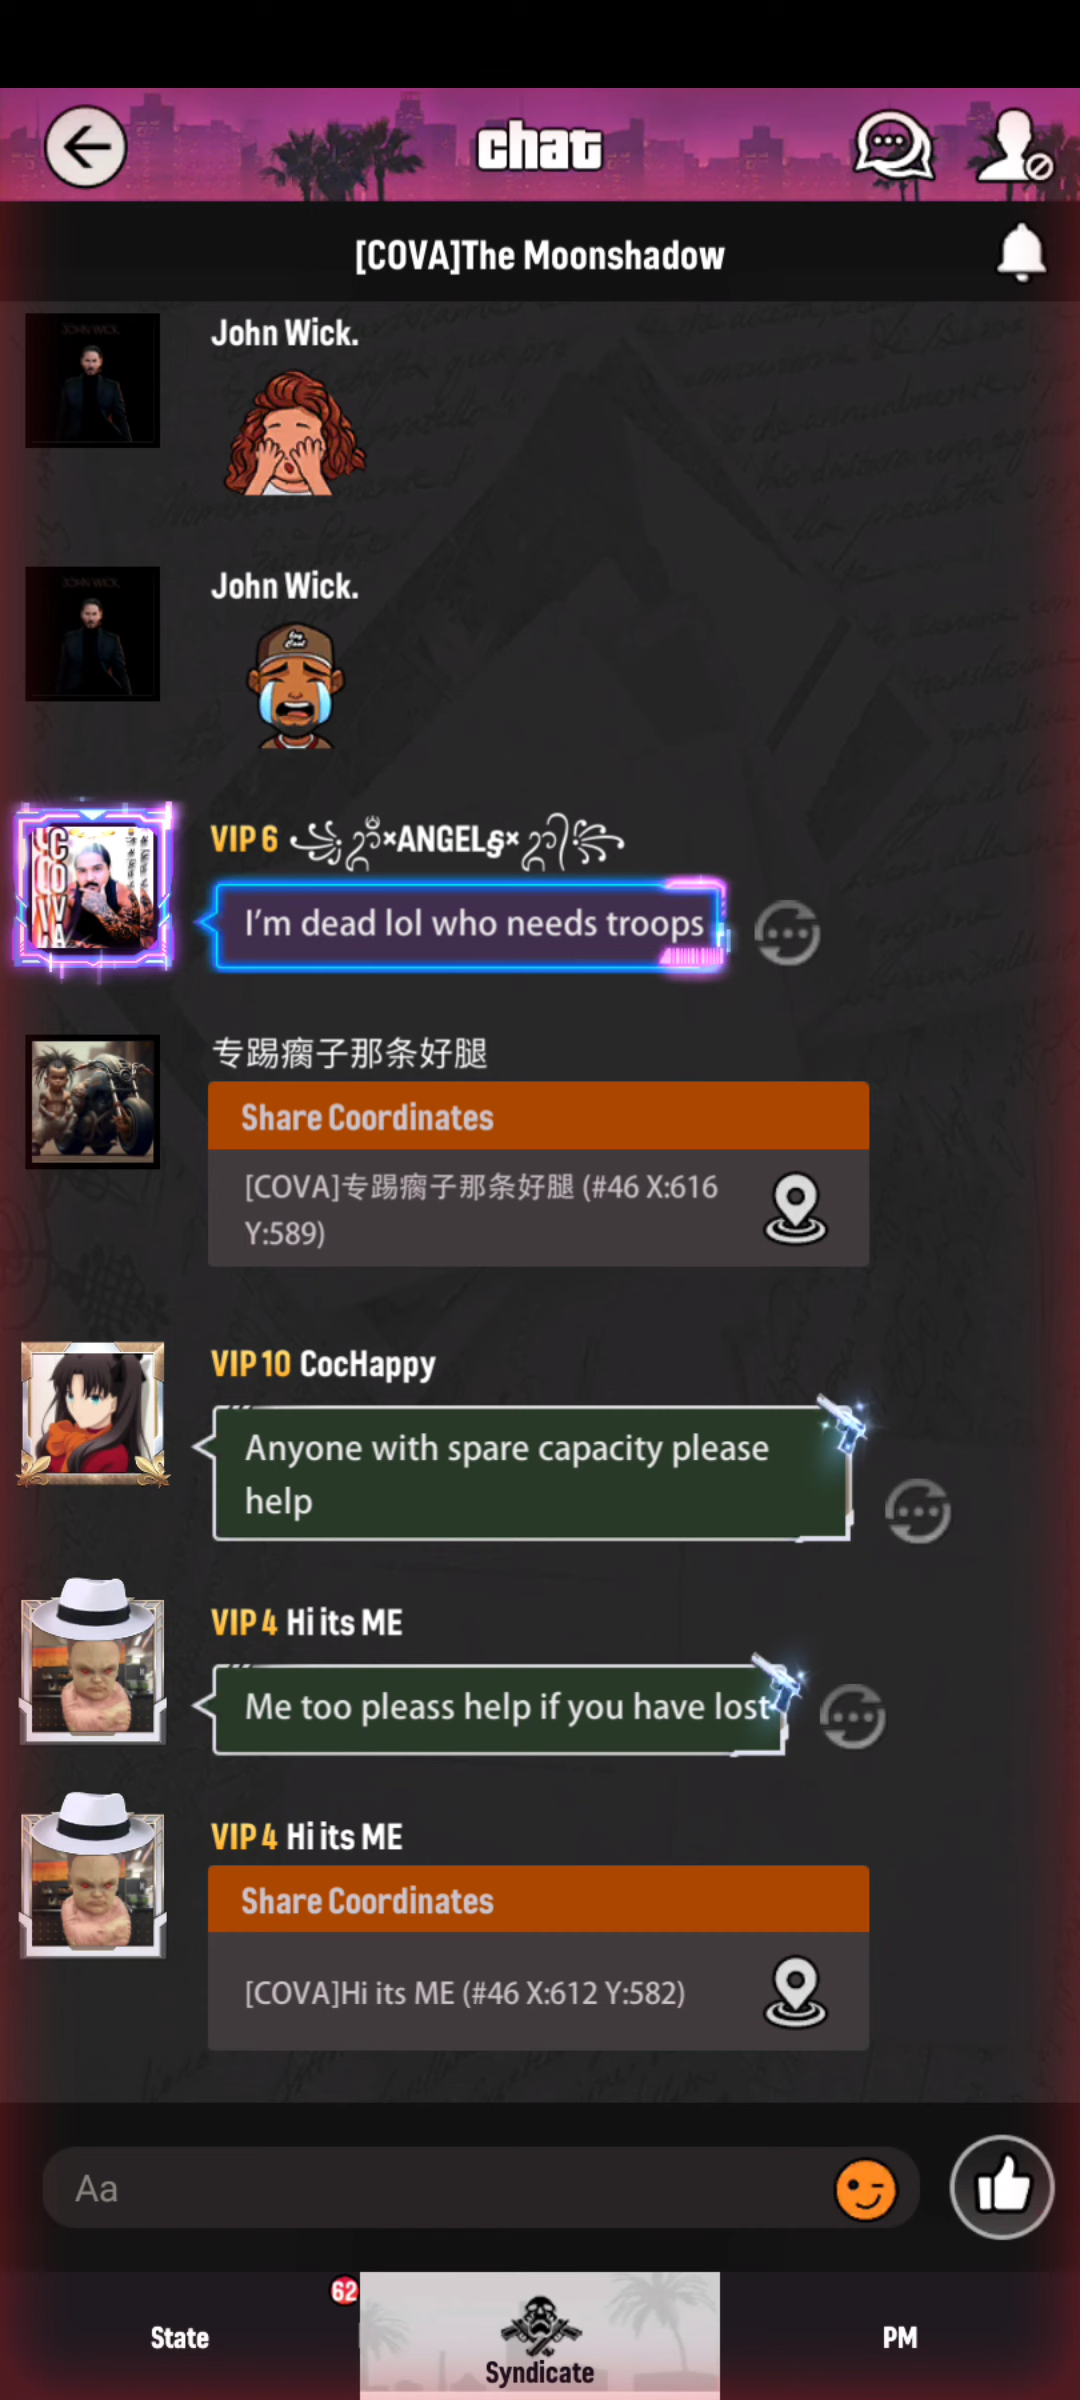 chat
[COVA]The Moonshadow
John Wick.
John Wick.
VIP 6 ×ANGEL§×
I'm dead lol who needs troops
专踢瘸子那条好腿
Share Coordinates
[COVA]专踢瘸子那条好腿 (#46 X:616
Y:589)
VIP 10 CocHappy
Anyone with spare capacity please
help
VIP 4 Hi its ME
Me too pleass help if you have lost
VIP 4 Hi its ME
Share Coordinates
[COVA]Hi its ME (#46 X:612 Y:582)
Aa
62
State
Syndicate
PM